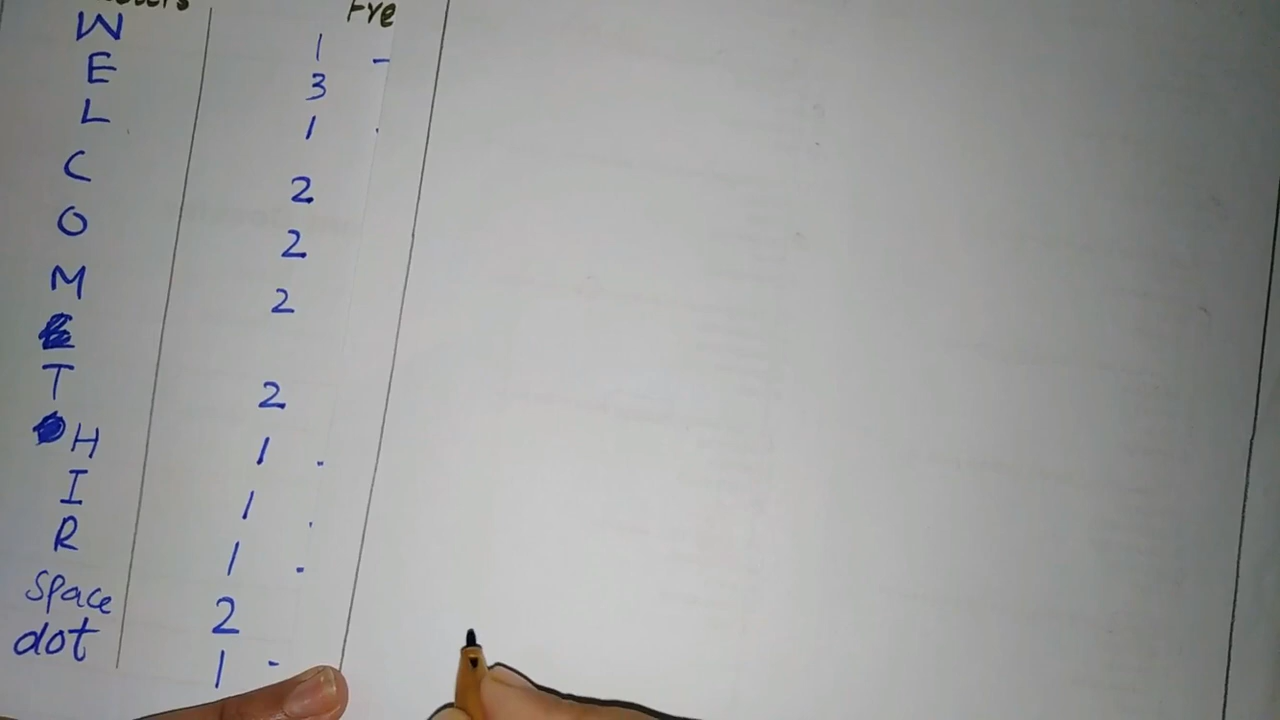 Fre
W 1 -
E 3
L 1 .
C 2
O 2
M 2
T 2
H 1 .
I 1 .
R 1 .
Space 2
dot 1 -